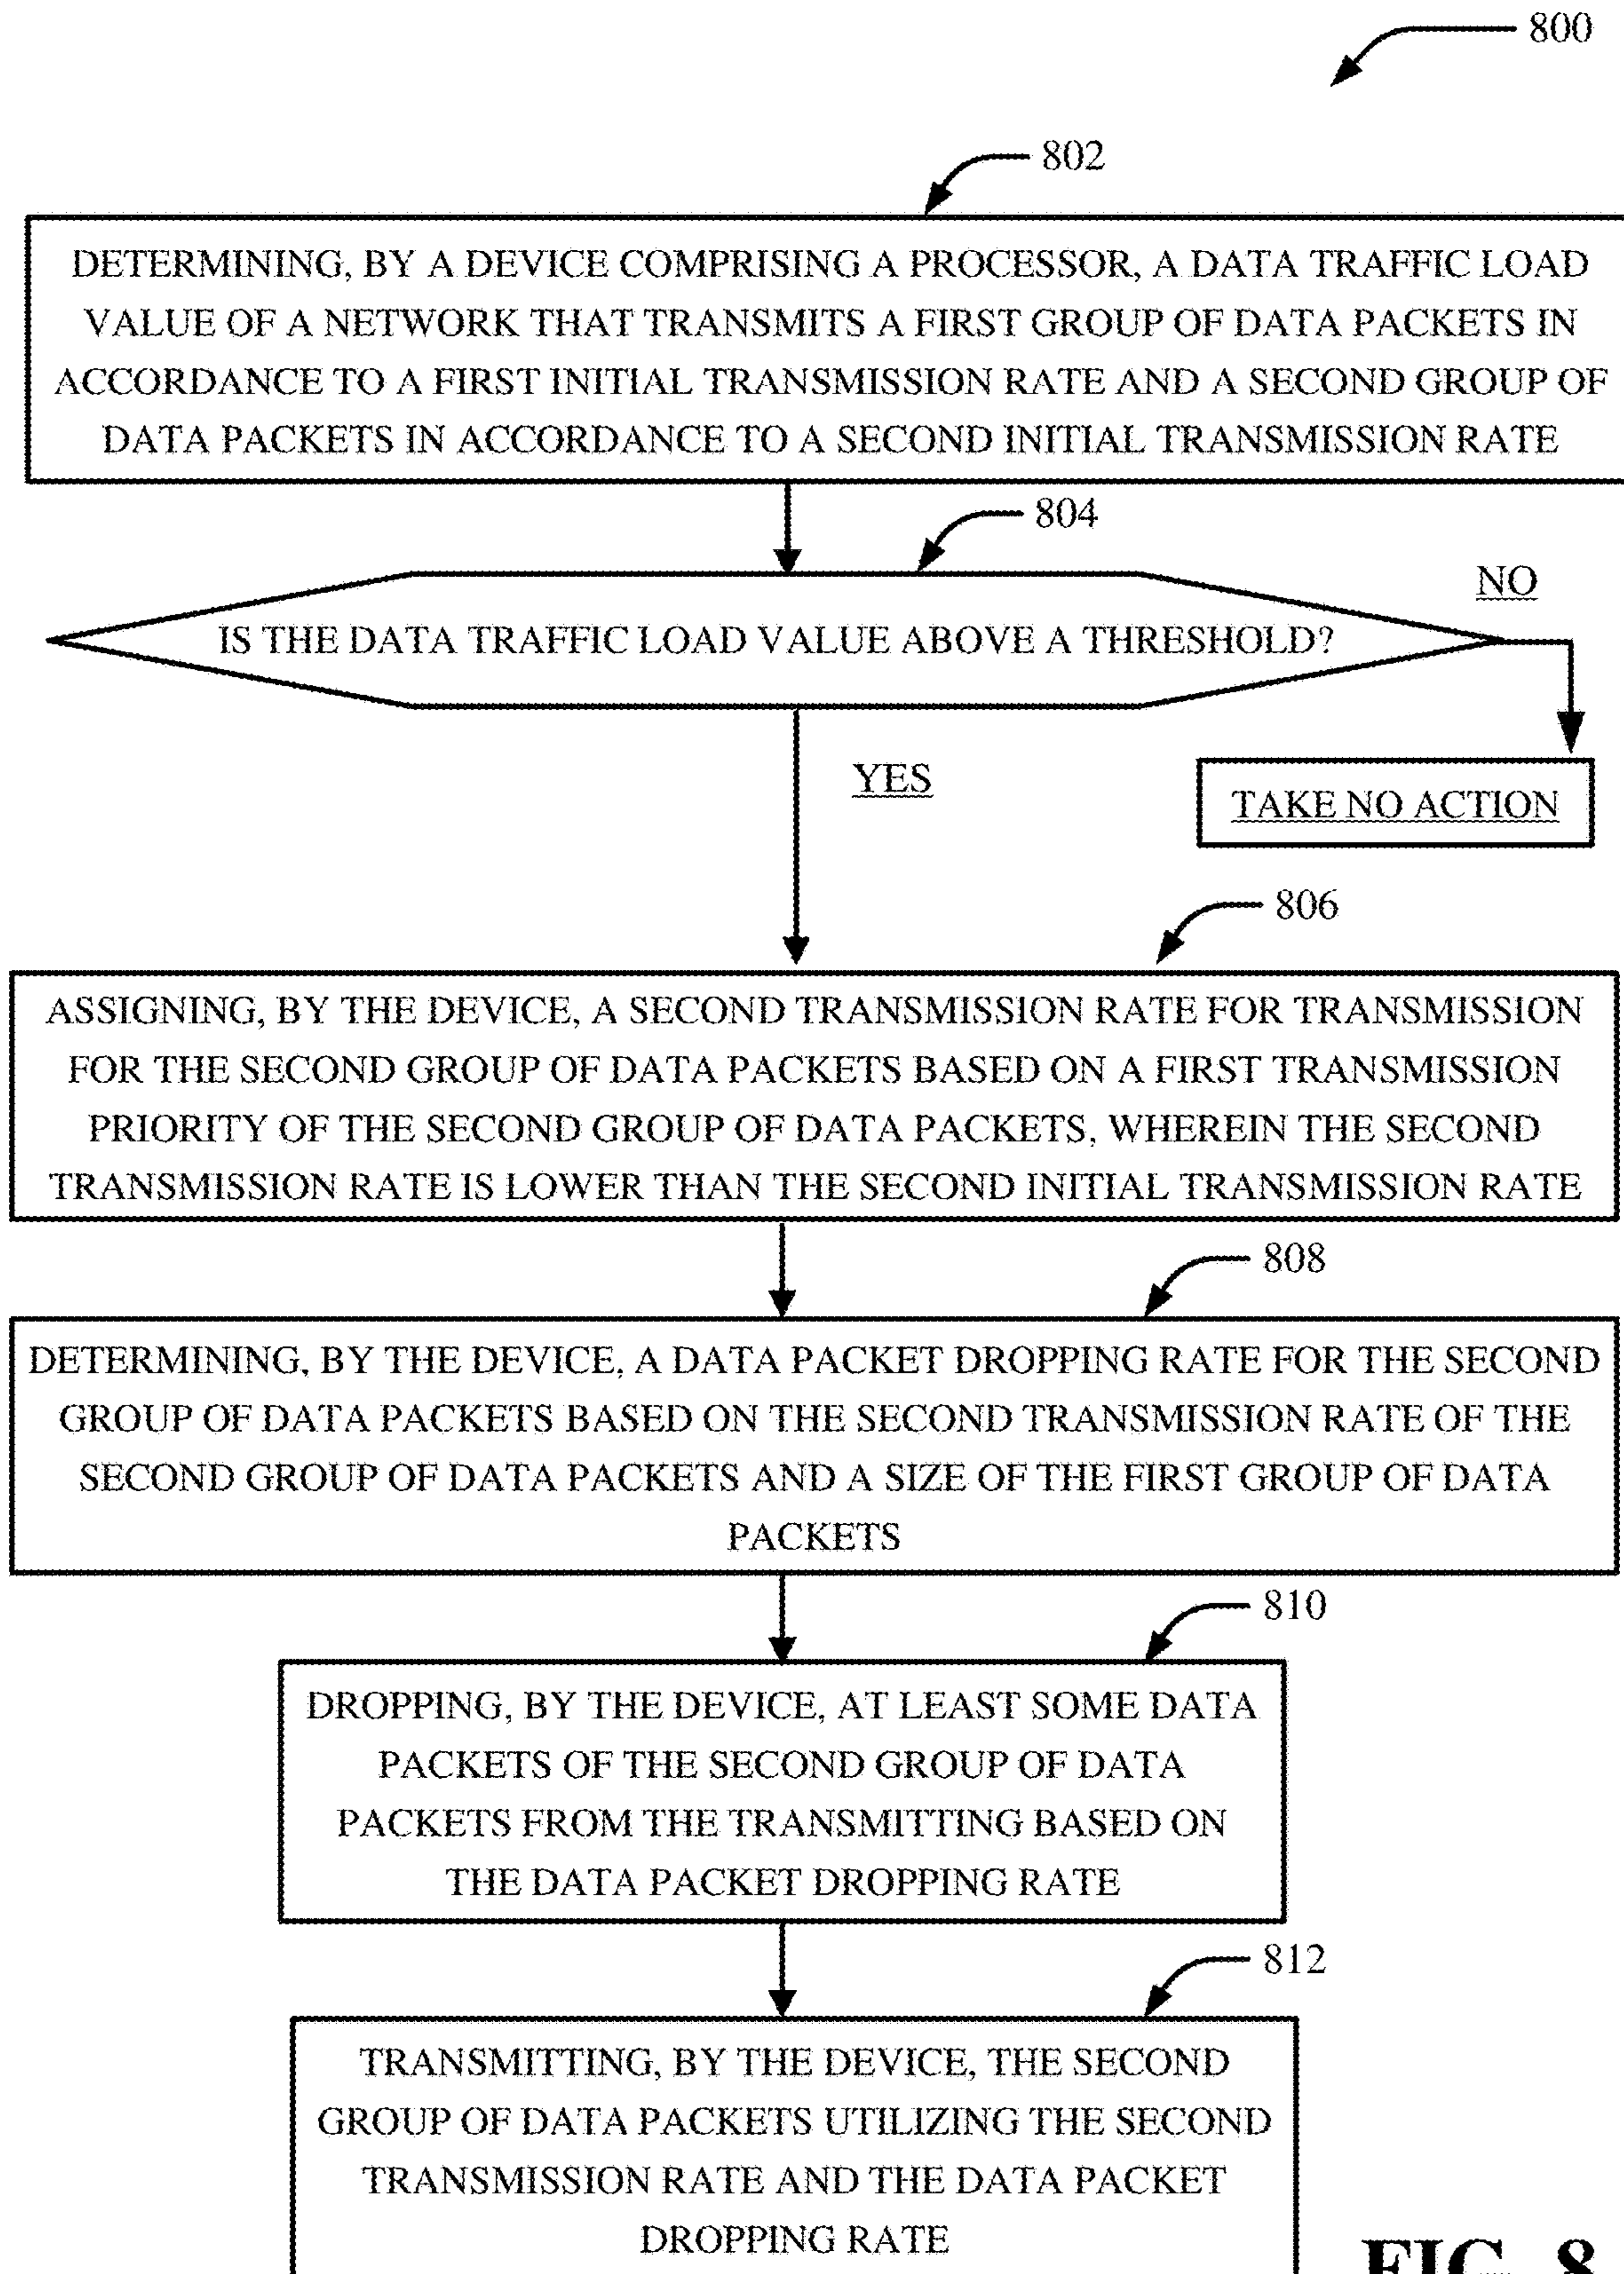 800
802
DETERMINING, BY A DEVICE COMPRISING A PROCESSOR, A DATA TRAFFIC LOAD
VALUE OF A NETWORK THAT TRANSMITS A FIRST GROUP OF DATA PACKETS IN
ACCORDANCE TO A FIRST INITIAL TRANSMISSION RATE AND A SECOND GROUP OF
DATA PACKETS IN ACCORDANCE TO A SECOND INITIAL TRANSMISSION RATE
804
NO
IS THE DATA TRAFFIC LOAD VALUE ABOVE A THRESHOLD?
YES
TAKE NO ACTION
806
ASSIGNING, BY THE DEVICE, A SECOND TRANSMISSION RATE FOR TRANSMISSION
FOR THE SECOND GROUP OF DATA PACKETS BASED ON A FIRST TRANSMISSION
PRIORITY OF THE SECOND GROUP OF DATA PACKETS, WHEREIN THE SECOND
TRANSMISSION RATE IS LOWER THAN THE SECOND INITIAL TRANSMISSION RATE
808
DETERMINING, BY THE DEVICE, A DATA PACKET DROPPING RATE FOR THE SECOND
GROUP OF DATA PACKETS BASED ON THE SECOND TRANSMISSION RATE OF THE
SECOND GROUP OF DATA PACKETS AND A SIZE OF THE FIRST GROUP OF DATA
PACKETS
810
DROPPING, BY THE DEVICE, AT LEAST SOME DATA
PACKETS OF THE SECOND GROUP OF DATA
PACKETS FROM THE TRANSMITTING BASED ON
THE DATA PACKET DROPPING RATE
812
TRANSMITTING, BY THE DEVICE, THE SECOND
GROUP OF DATA PACKETS UTILIZING THE SECOND
TRANSMISSION RATE AND THE DATA PACKET
DROPPING RATE
FIG. 8